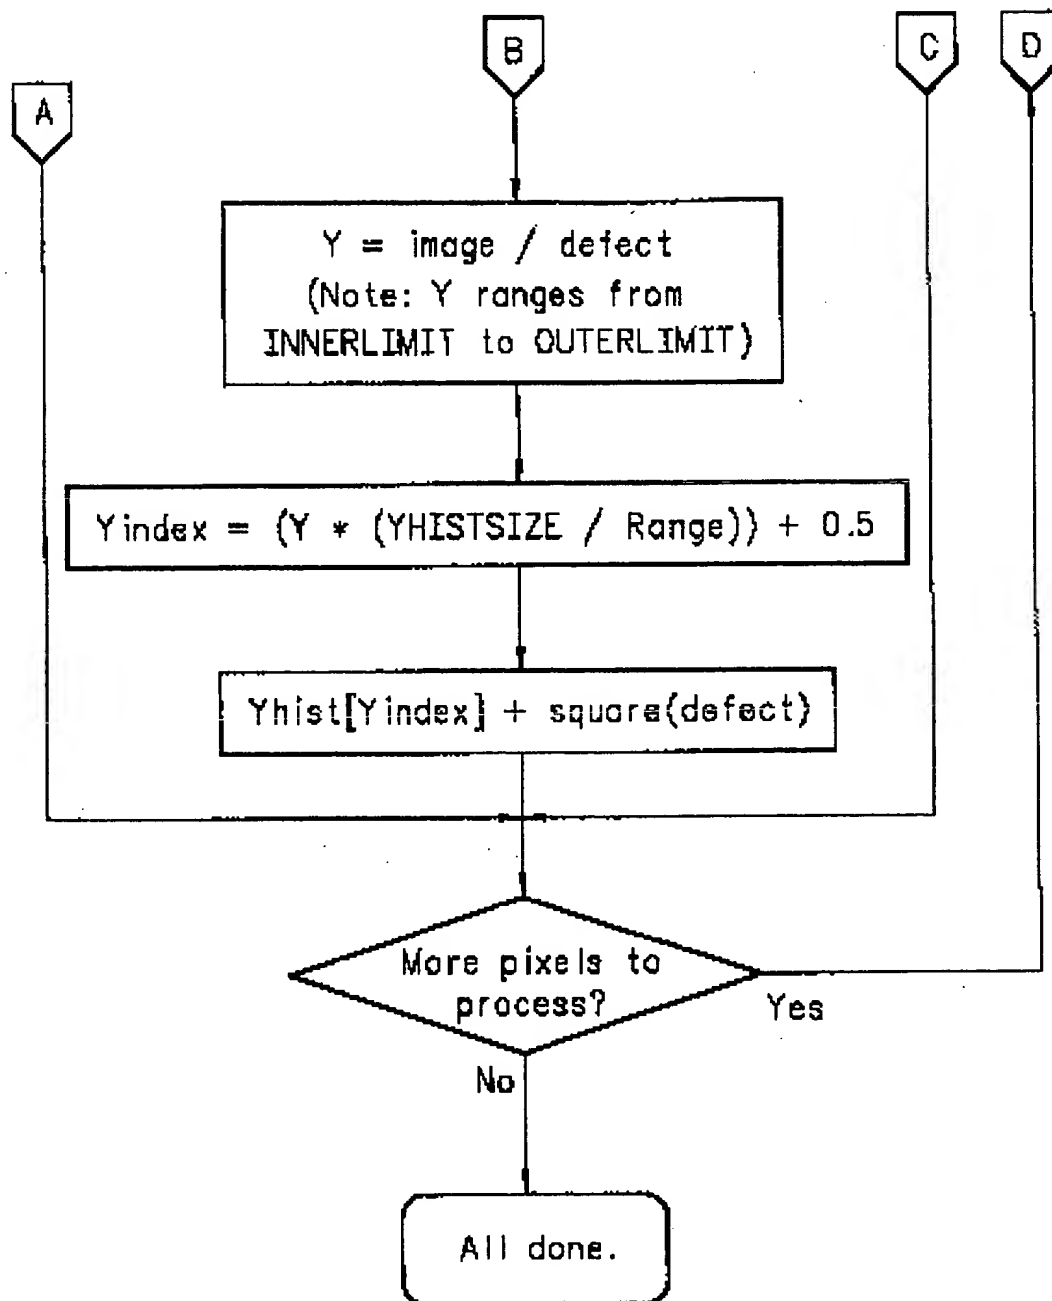 B
C
D
A
Y = image / defect
(Note: Y ranges from
INNERLIMIT to OUTERLIMIT)
Yindex = (Y * (YHISTSIZE / Range)) + 0.5
Yhist[Yindex] + square(defect)
More pixels to
process?
Yes
No
All done.